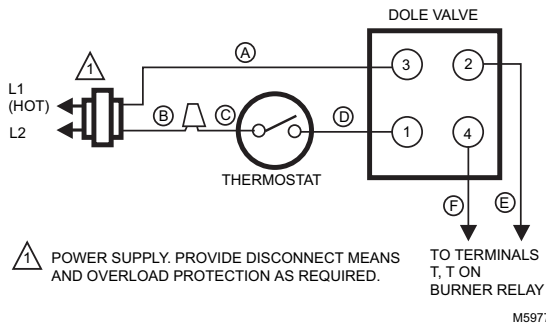 DOLE VALVE
A
1
3
2
L1
(HOT)
B
C
D
L2
1
4
THERMOSTAT
F
E
1 POWER SUPPLY. PROVIDE DISCONNECT MEANS
AND OVERLOAD PROTECTION AS REQUIRED.
TO TERMINALS
T, T ON
BURNER RELAY
M5977